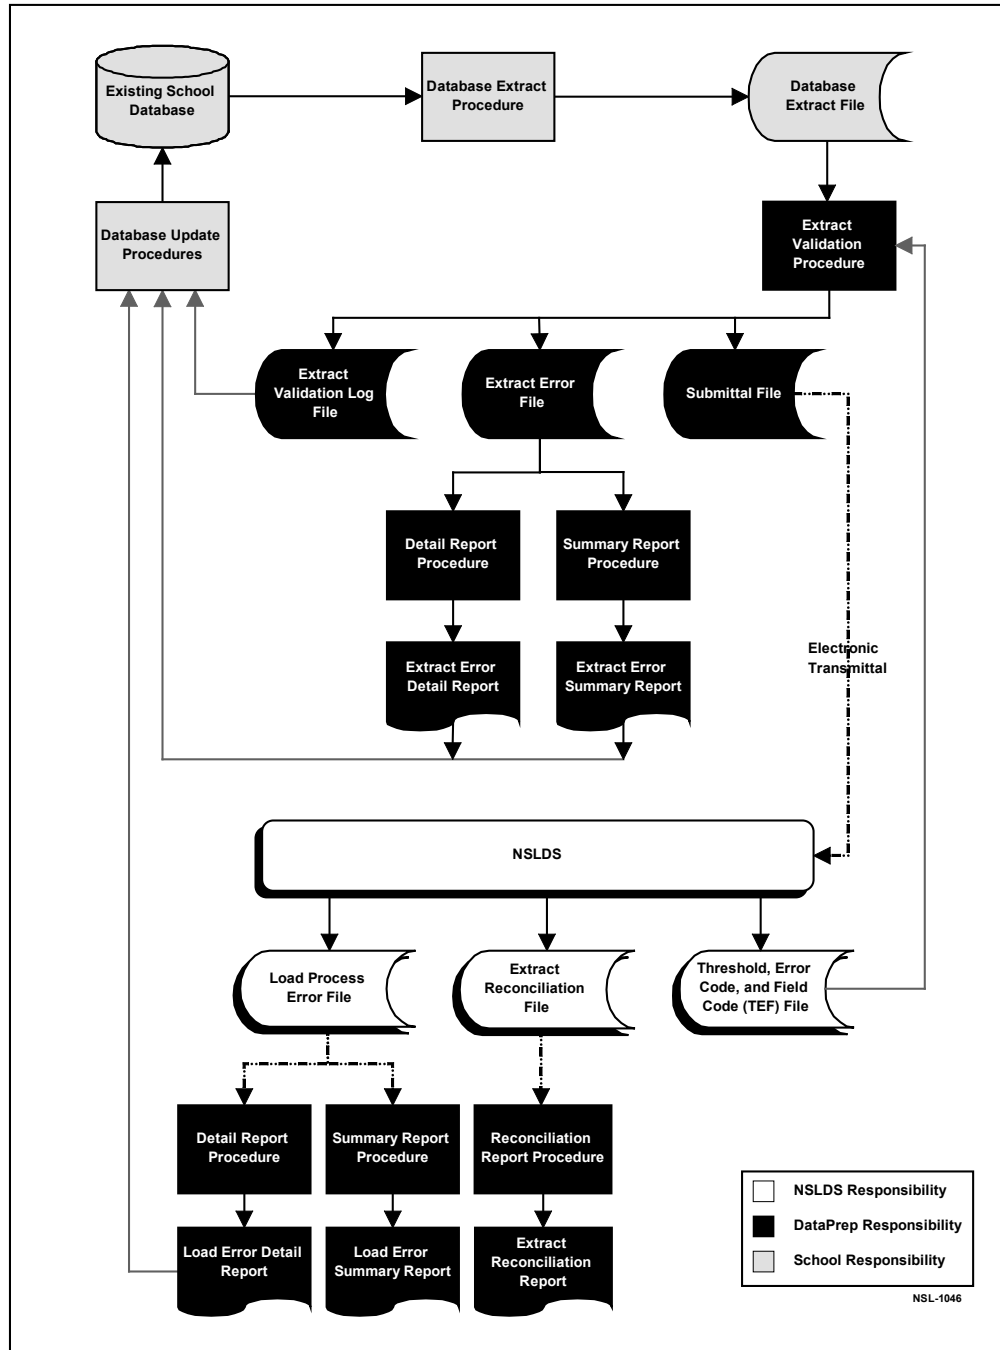 Existing School
Database
Database Extract
Procedure
Database
Extract File
Database Update
Procedures
Extract
Validation
Procedure
Extract
Validation Log
File
Extract Error
File
Submittal File
Detail Report
Procedure
Summary Report
Procedure
Electronic
Transmittal
Extract Error
Detail Report
Extract Error
Summary Report
NSLDS
Load Process
Error File
Extract
Reconciliation
File
Threshold, Error
Code, and Field
Code (TEF) File
Detail Report
Procedure
Summary Report
Procedure
Reconciliation
Report Procedure
Load Error Detail
Report
Load Error
Summary Report
Extract
Reconciliation
Report
NSLDS Responsibility
DataPrep Responsibility
School Responsibility
NSL-1046